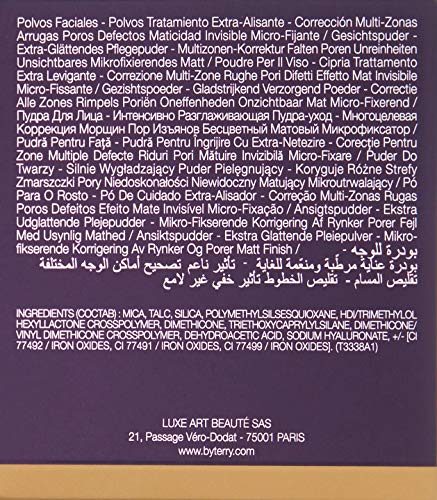 Polvos Faciales - Polvos Tratamiento Extra-Alisante - Corrección Multi-Zonas
Arrugas Poros Defectos Maticidad Invisible Micro-Fijante / Gesichtspuder -
Extra-Glättendes Pflegepuder - Multizonen-Korrektur Falten Poren Unreinheiten
Unsichtbares Mikrofixierendes Matt / Poudre Per Il Viso - Cipria Trattamento
Extra Levigante - Correzione Multi-Zone Rughe Pori Difetti Effetto Mat Invisibile
Micro-Fissante / Gezichtspoeder - Gladstrijkend Verzorgend Poeder - Correctie
Alle Zones Rimpels Poriën Oneffenheden Onzichtbaar Mat Micro-Fixerend /
Пудра Для Лица - Интенсивно Разглаживающая Пудра-уход - Многоцелевая
Коррекция Морщин Пор Изъянов Бесцветный Матовый Микрофиксатор /
Pudră Pentru Față - Pudră Pentru Îngrijire Cu Extra-Netezire - Corecție Pentru
Zone Multiple Defecte Riduri Pori Mătuire Invizibilă Micro-Fixare / Puder Do
Twarzy - Silnie Wygładzający Puder Pielęgnujący - Koryguje Różne Strefy
Zmarszczki Pory Niedoskonałości Niewidoczny Matujący Mikroutrwalający / Pó
Para O Rosto - Pó De Cuidado Extra-Alisador - Correção Multi-Zonas Rugas
Poros Defeitos Efeito Mate Invisível Micro-Fixação / Ansigtspudder - Ekstra
Udglattende Plejepudder - Mikro-Fikserende Korrigering Af Rynker Porer Fejl
Med Usynlig Mathed / Ansiktspudder - Ekstra Glattende Pleiepulver - Mikro-
fikserende Korrigering Av Rynker Og Porer Matt Finish / بودرة للوجه -
بودرة عناية مرطبة ومنعمة للغاية - تأثير ناعم تصحيح أماكن الوجه المختلفة
تقليص المسام - تقليص الخطوط تأثير خفي غير لامع
INGREDIENTS (COCTAB) : MICA, TALC, SILICA, POLYMETHYLSILSESQUIOXANE, HDI/TRIMETHYLOL
HEXYLLACTONE CROSSPOLYMER, DIMETHICONE, TRIETHOXYCAPRYLYLSILANE, DIMETHICONE/
VINYL DIMETHICONE CROSSPOLYMER, DEHYDROACETIC ACID, SODIUM HYALURONATE, +/- [CI
77492 / IRON OXIDES, CI 77491 / IRON OXIDES, CI 77499 / IRON OXIDES]. (T3338A1)
LUXE ART BEAUTÉ SAS
21, Passage Véro-Dodat - 75001 PARIS
www.byterry.com